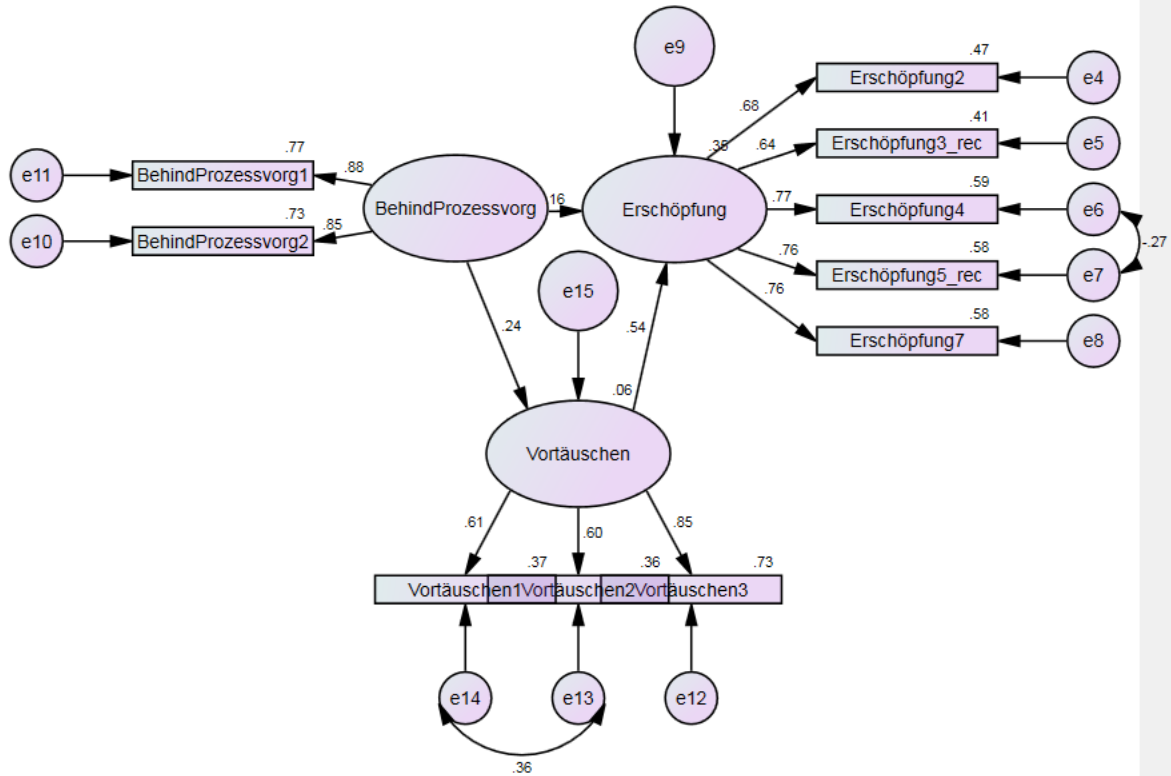 e9
.47
Erschöpfung2
e4
.68
.41
.35
.64
Erschöpfung3_rec
e5
.77
e11
BehindProzessvorg1
.88
.59
BehindProzessvorg
16
Erschöpfung
.77
Erschöpfung4
e6
.73
e10
BehindProzessvorg2
.85
-.27
.58
.76
Erschöpfung5_rec
e7
e15
.76
.58
.24
.54
Erschöpfung7
e8
.06
Vortäuschen
.61
.60
.85
.37
.36
.73
Vortäuschen1
Vortäuschen2
Vortäuschen3
e14
e13
e12
.36